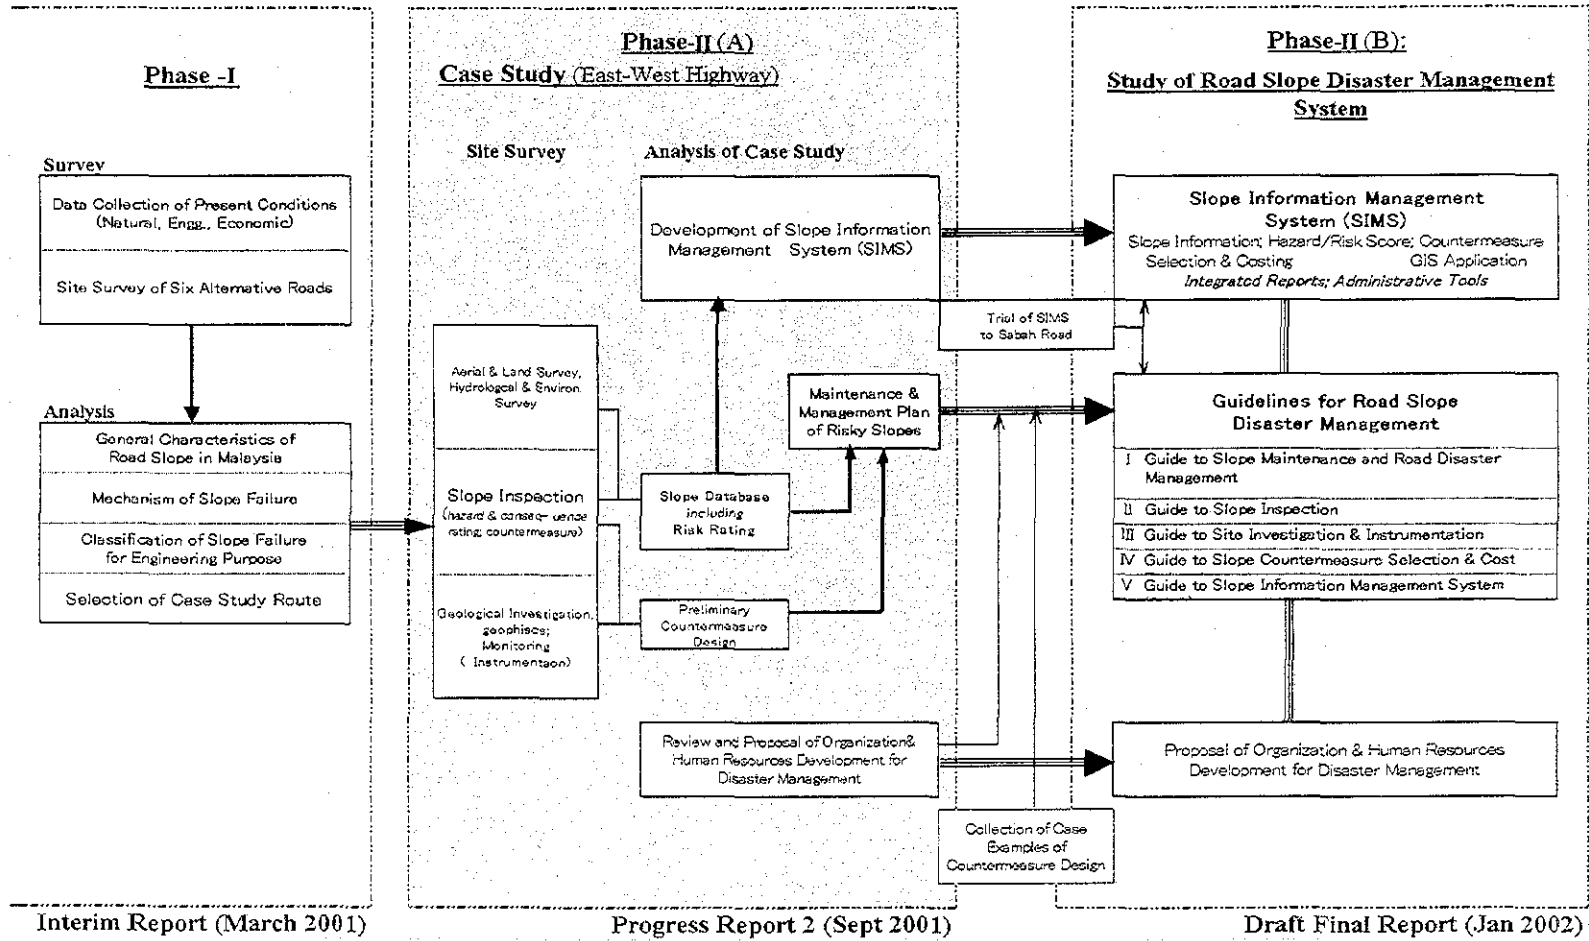 Phase -I
Survey
Data Collection of Present Conditions
(Natural, Engg., Economic)
Site Survey of Six Alternative Roads
Analysis
General Characteristics of
Road Slope in Malaysia
Mechanism of Slope Failure
Classification of Slope Failure
for Engineering Purpose
Selection of Case Study Route
Interim Report (March 2001)
Phase-II (A)
Case Study (East-West Highway)
Site Survey
Analysis of Case Study
Development of Slope Information
Management System (SIMS)
Aerial & Land Survey,
Hydrological & Environ.
Survey
Slope Inspection
(hazard & conseq- uence
rating; countermeasure)
Geological Investigation,
geophiscs;
Monitoring
( Instrumentaon)
Maintenance &
Management Plan
of Risky Slopes
Slope Database
including
Risk Rating
Preliminary
Countermeasure
Design
Review and Proposal of Organization&
Human Resources Development for
Disaster Management
Trial of SIMS
to Sabah Road
Collection of Case
Examples of
Countermeasure Design
Progress Report 2 (Sept 2001)
Phase-II (B):
Study of Road Slope Disaster Management
System
Slope Information Management
System (SIMS)
Slope Information; Hazard/Risk Score; Countermeasure
Selection & Costing GIS Application
Integrated Reports; Administrative Tools
Guidelines for Road Slope
Disaster Management
I Guide to Slope Maintenance and Road Disaster
Management
II Guide to Slope Inspection
III Guide to Site Investigation & Instrumentation
IV Guide to Slope Countermeasure Selection & Cost
V Guide to Slope Information Management System
Proposal of Organization & Human Resources
Development for Disaster Management
Draft Final Report (Jan 2002)